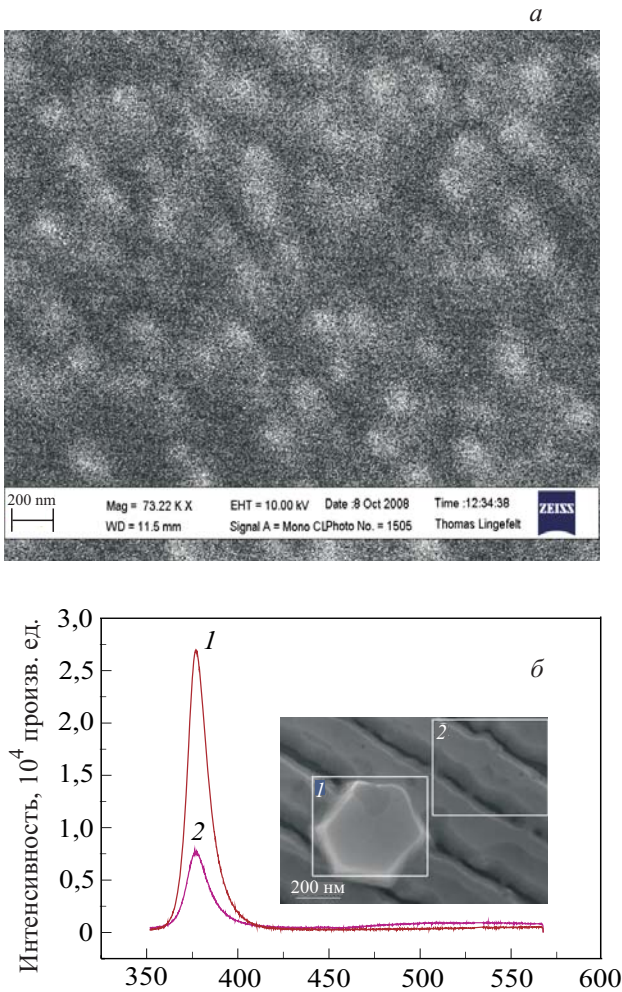 а
200 nm
Mag = 73.22 K X EHT = 10.00 kV Date :8 Oct 2008 Time :12:34:38
WD = 11.5 mm Signal A = Mono CL Photo No. = 1505 Thomas Lingefelt
ZEISS
Интенсивность, 10⁴ произв. ед.
3,0
2,5
2,0
1,5
1,0
0,5
0
1
2
б
2
1
200 нм
350 400 450 500 550 600